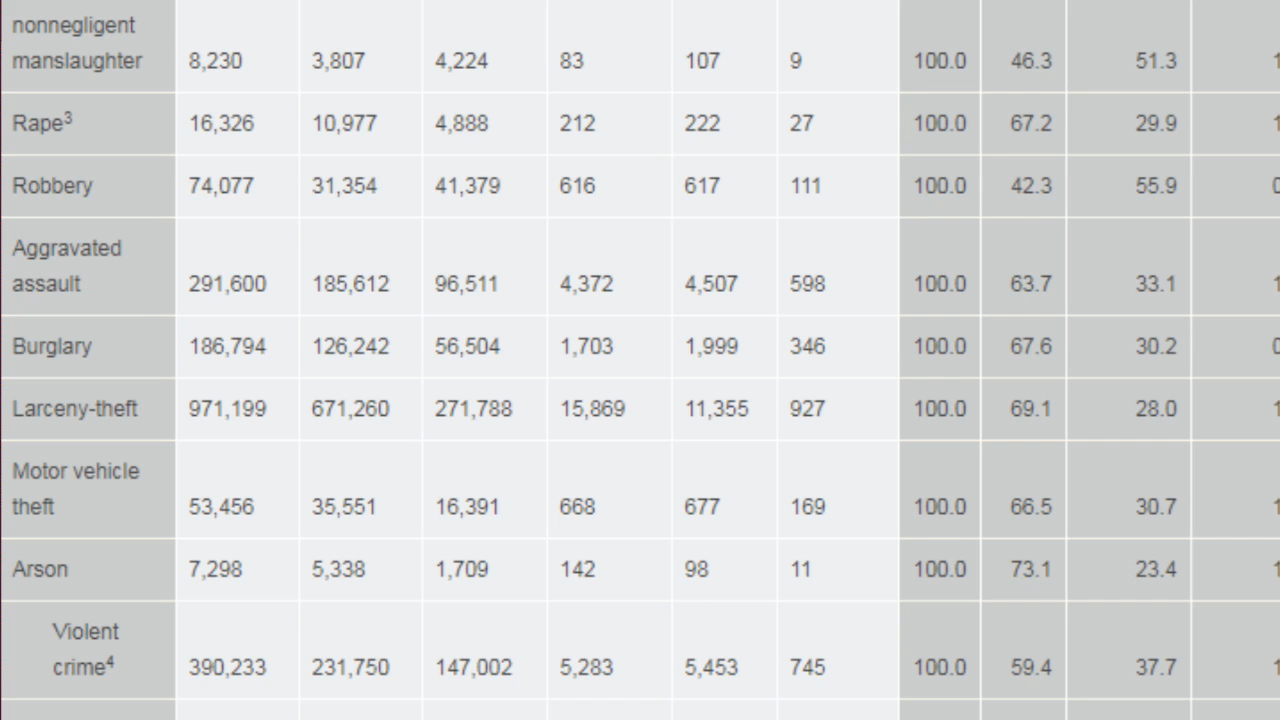 nonnegligent
manslaughter 8,230 3,807 4,224 83 107 9 100.0 46.3 51.3
Rape3 16,326 10,977 4,888 212 222 27 100.0 67.2 29.9
Robbery 74,077 31,354 41,379 616 617 111 100.0 42.3 55.9
Aggravated
assault 291,600 185,612 96,511 4,372 4,507 598 100.0 63.7 33.1
Burglary 186,794 126,242 56,504 1,703 1,999 346 100.0 67.6 30.2
Larceny-theft 971,199 671,260 271,788 15,869 11,355 927 100.0 69.1 28.0
Motor vehicle
theft 53,456 35,551 16,391 668 677 169 100.0 66.5 30.7
Arson 7,298 5,338 1,709 142 98 11 100.0 73.1 23.4
Violent
crime4 390,233 231,750 147,002 5,283 5,453 745 100.0 59.4 37.7